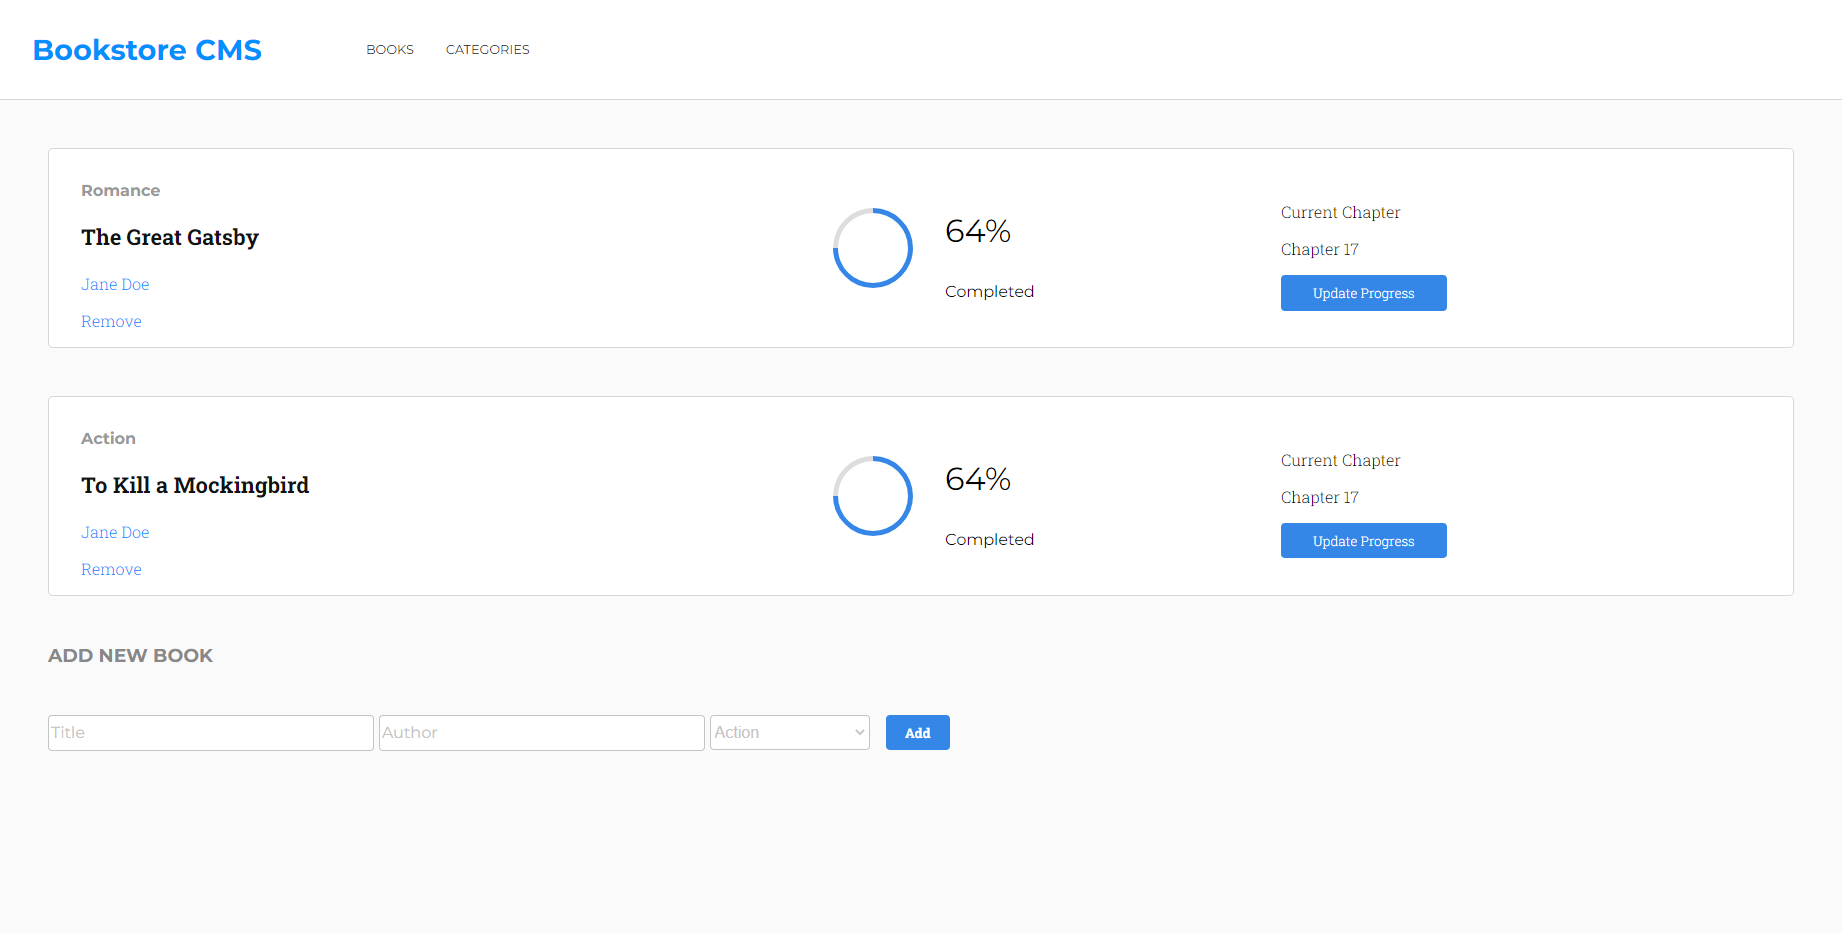 Bookstore CMS
BOOKS
CATEGORIES
Romance
The Great Gatsby
Jane Doe
Remove
64%
Completed
Current Chapter
Chapter 17
Update Progress
Action
To Kill a Mockingbird
Jane Doe
Remove
64%
Completed
Current Chapter
Chapter 17
Update Progress
ADD NEW BOOK
Title
Author
Action
Add